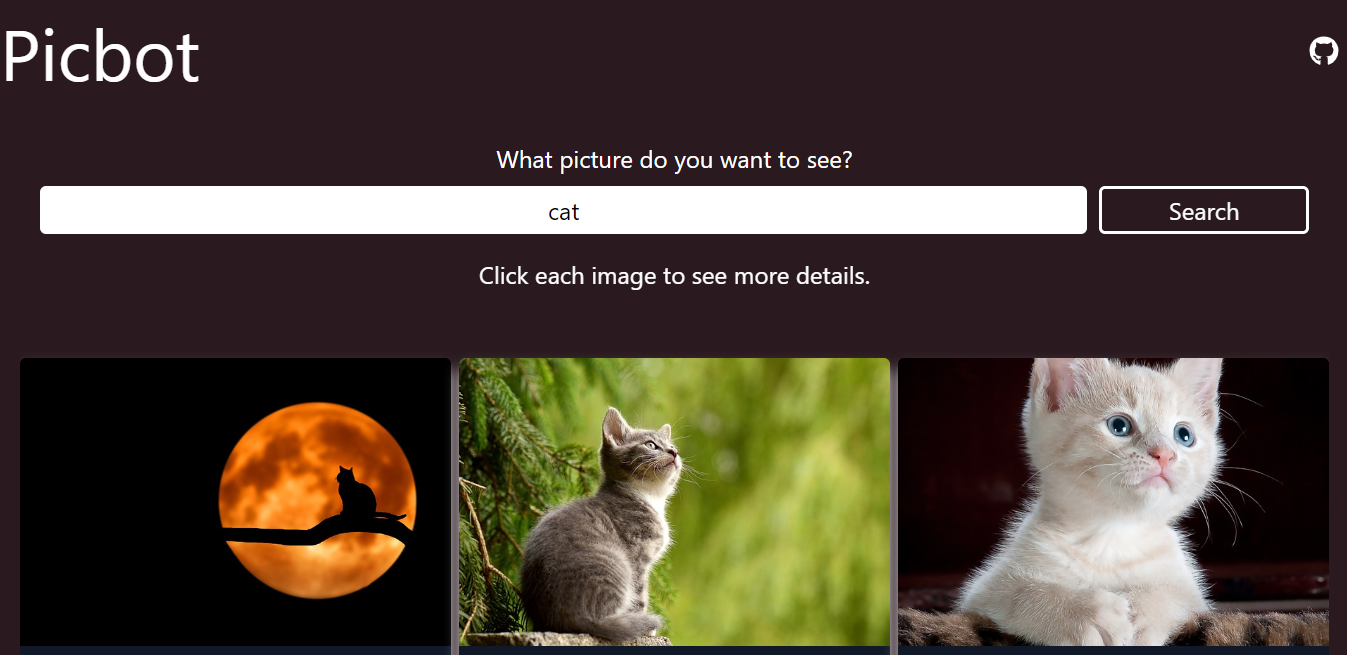 Picbot
What picture do you want to see?
cat
Search
Click each image to see more details.